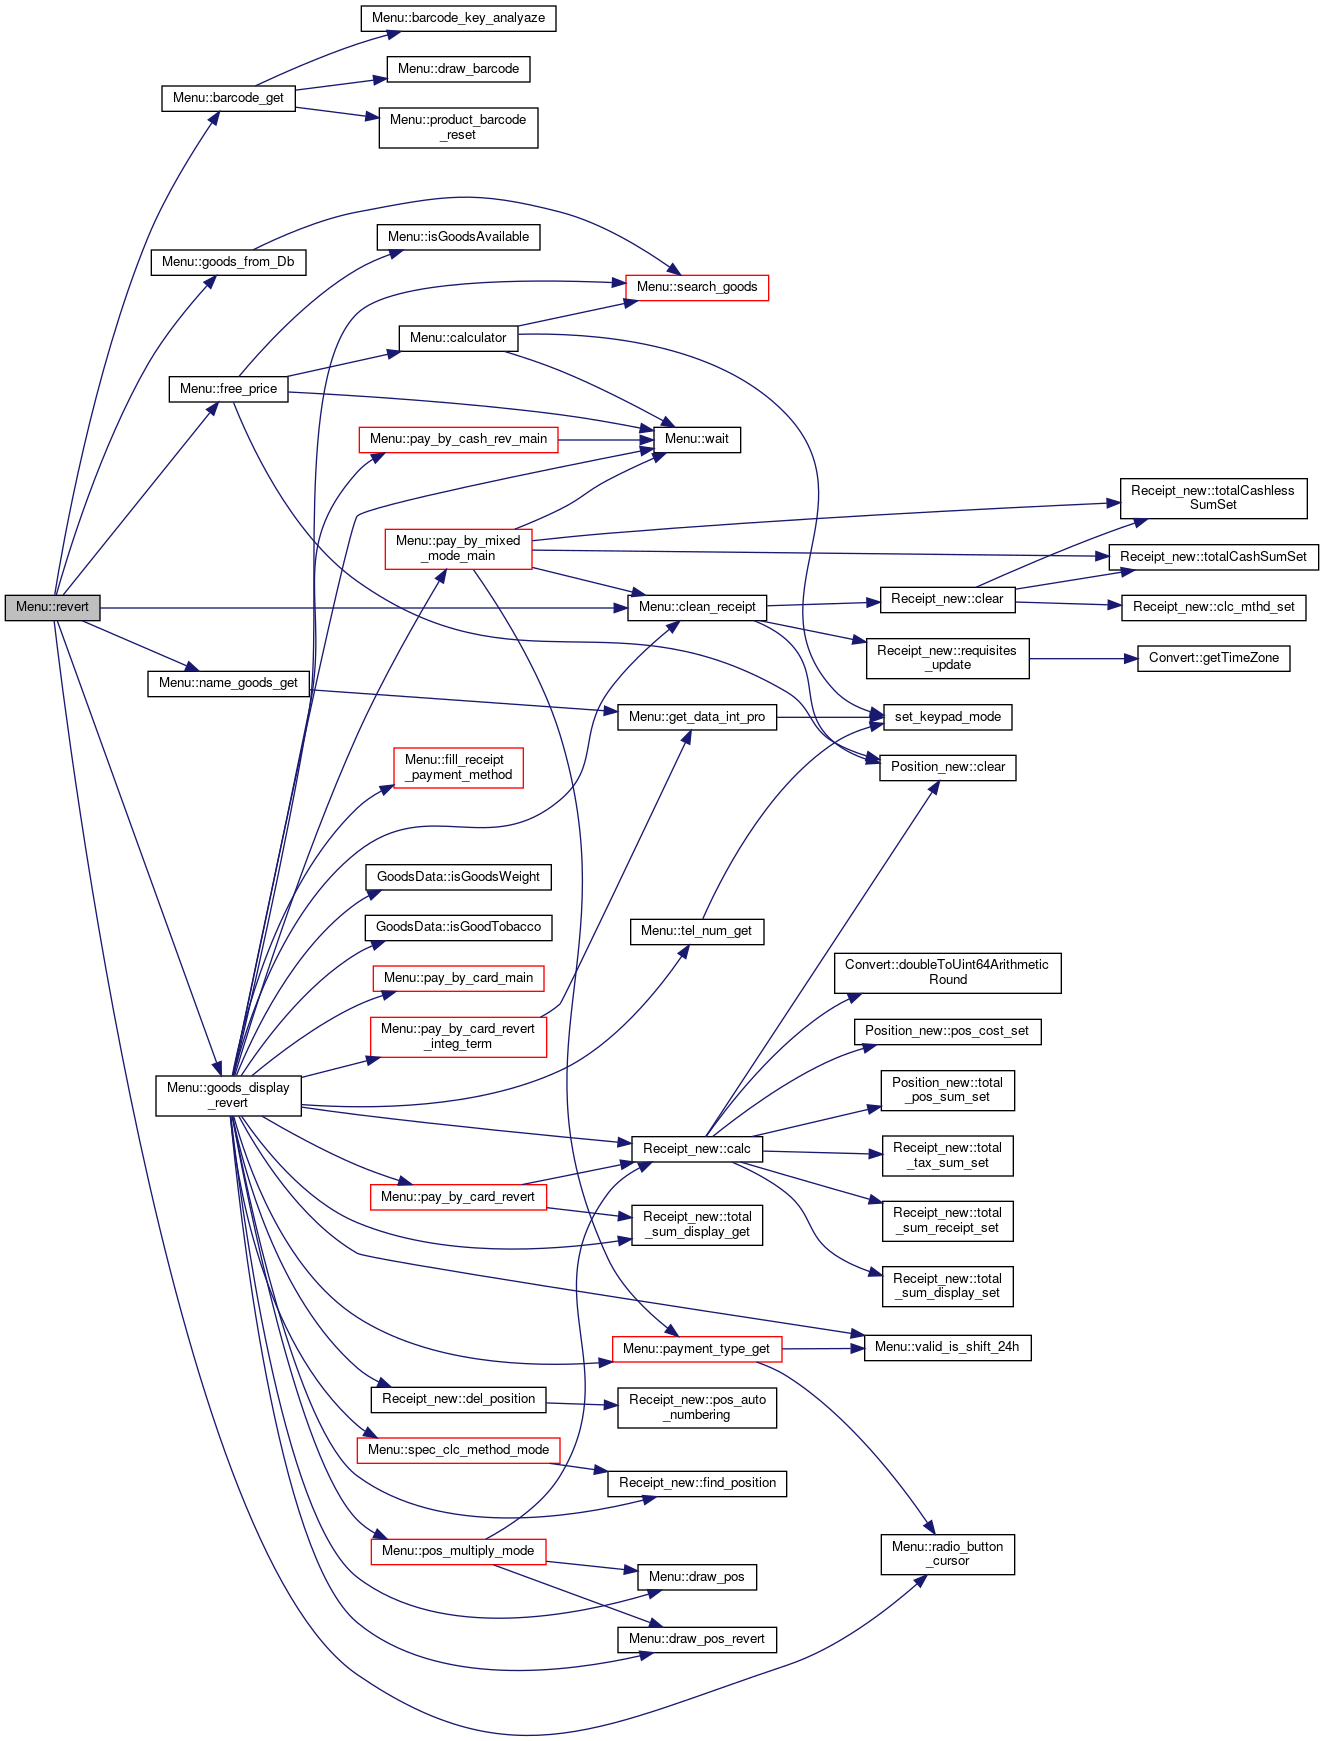 Menu::barcode_key_analyaze
Menu::draw_barcode
Menu::barcode_get
Menu::product_barcode
_reset
Menu::isGoodsAvailable
Menu::goods_from_Db
Menu::search_goods
Menu::calculator
Menu::free_price
Menu::pay_by_cash_rev_main
Menu::wait
Receipt_new::totalCashless
SumSet
Menu::pay_by_mixed
_mode_main
Receipt_new::totalCashSumSet
Menu::revert
Menu::clean_receipt
Receipt_new::clear
Receipt_new::clc_mthd_set
Receipt_new::requisites
_update
Convert::getTimeZone
Menu::name_goods_get
Menu::get_data_int_pro
set_keypad_mode
Menu::fill_receipt
_payment_method
Position_new::clear
GoodsData::isGoodsWeight
GoodsData::isGoodTobacco
Menu::tel_num_get
Menu::pay_by_card_main
Convert::doubleToUint64Arithmetic
Round
Menu::pay_by_card_revert
_integ_term
Position_new::pos_cost_set
Menu::goods_display
_revert
Position_new::total
_pos_sum_set
Receipt_new::calc
Receipt_new::total
_tax_sum_set
Menu::pay_by_card_revert
Receipt_new::total
_sum_display_get
Receipt_new::total
_sum_receipt_set
Receipt_new::total
_sum_display_set
Menu::payment_type_get
Menu::valid_is_shift_24h
Receipt_new::del_position
Receipt_new::pos_auto
_numbering
Menu::spec_clc_method_mode
Receipt_new::find_position
Menu::pos_multiply_mode
Menu::radio_button
_cursor
Menu::draw_pos
Menu::draw_pos_revert